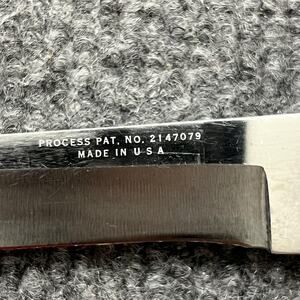 PROCESS PAT. NO. 2147079
MADE IN U S A